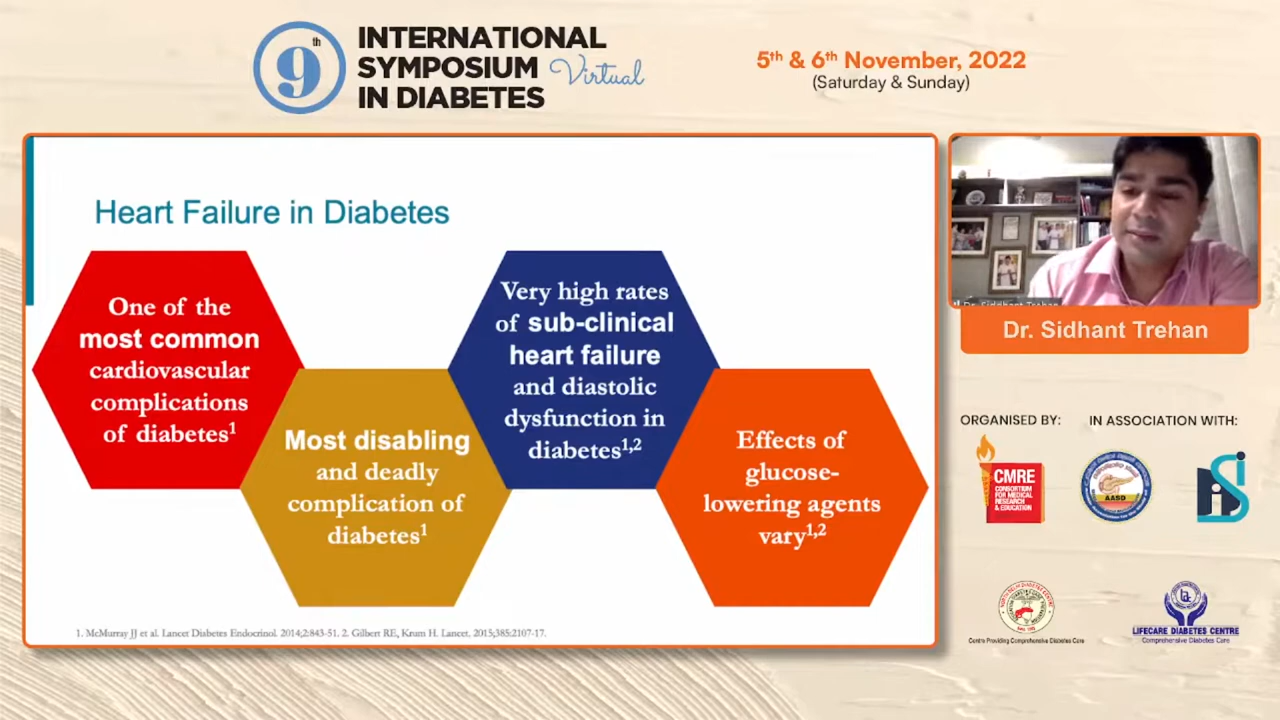 9th
INTERNATIONAL
SYMPOSIUM Virtual
IN DIABETES
5th & 6th November, 2022
(Saturday & Sunday)
Heart Failure in Diabetes
One of the
most common
cardiovascular
complications
of diabetes1
Most disabling
and deadly
complication of
diabetes1
Very high rates
of sub-clinical
heart failure
and diastolic
dysfunction in
diabetes1,2
Effects of
glucose-
lowering agents
vary1,2
1. McMurray JJ et al. Lancet Diabetes Endocrinol. 2014;2:843-51. 2. Gilbert RE, Krum H. Lancet. 2015;385:2107-17.
Dr. Siddhant Trehan
Dr. Sidhant Trehan
ORGANISED BY:
IN ASSOCIATION WITH:
CMRE
CONSORTIUM
FOR MEDICAL
RESEARCH
& EDUCATION
AASD
Centre Providing Comprehensive Diabetes Care
LIFECARE DIABETES CENTRE
Comprehensive Diabetes Care